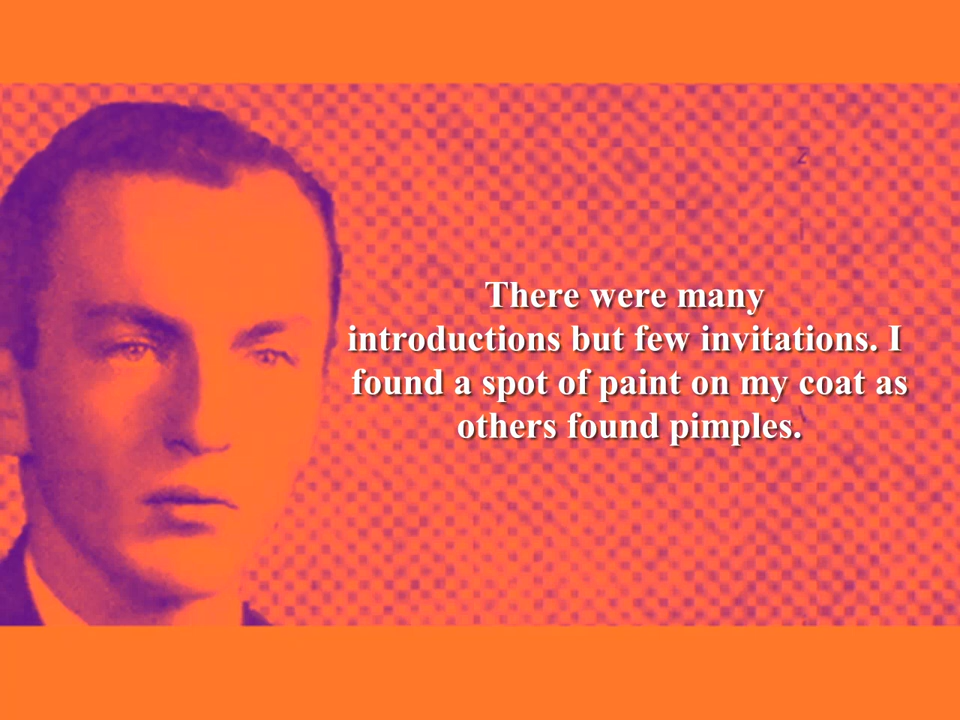 There were many
introductions but few invitations. I
found a spot of paint on my coat as
others found pimples.